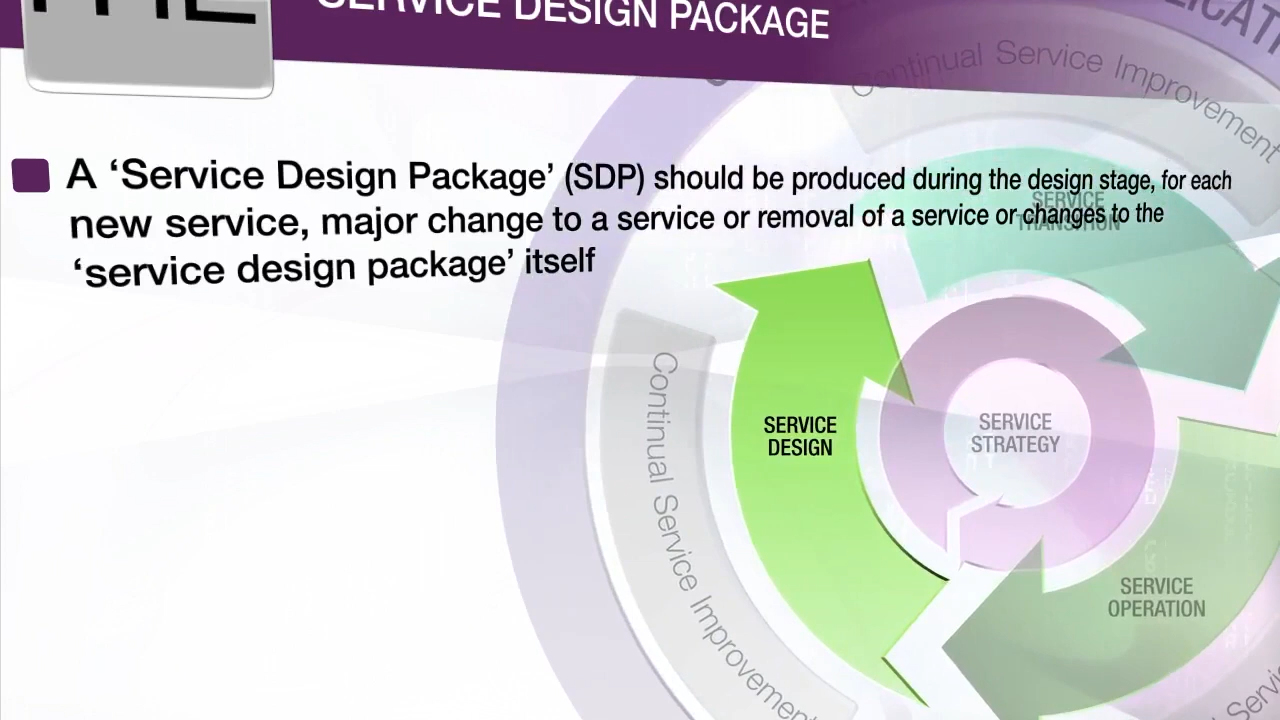 SERVICE DESIGN PACKAGE
Continual Service Improvement
A ‘Service Design Package’ (SDP) should be produced during the design stage, for each
new service, major change to a service or removal of a service or changes to the
‘service design package’ itself
SERVICE
TRANSITION
SERVICE
DESIGN
SERVICE
STRATEGY
SERVICE
OPERATION
Continual Service Improvement